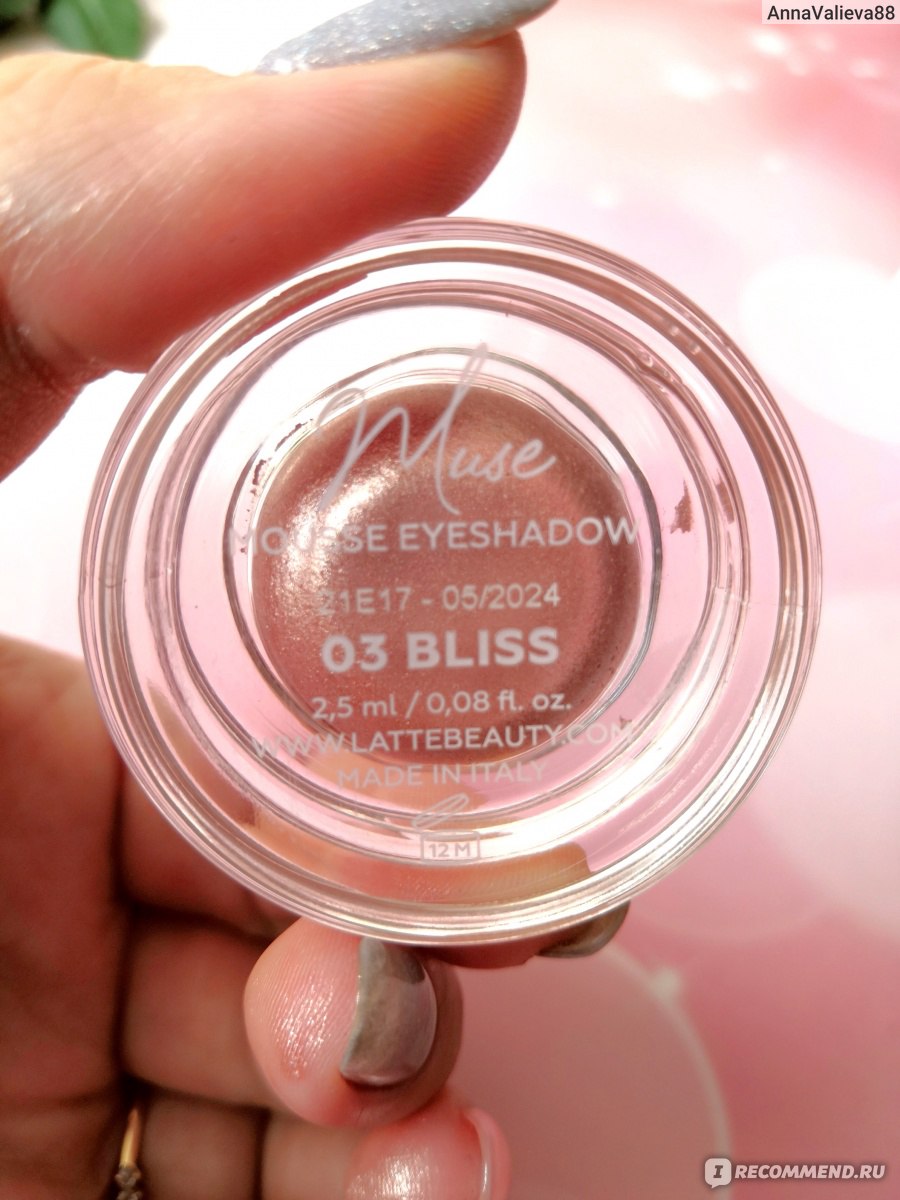 AnnaValieva88
Muse
MOUSSE EYESHADOW
21E17 - 05/2024
03 BLISS
2,5 ml / 0,08 fl. oz.
WWW.LATTEBEAUTY.COM
MADE IN ITALY
12 M
IRECOMMEND.RU